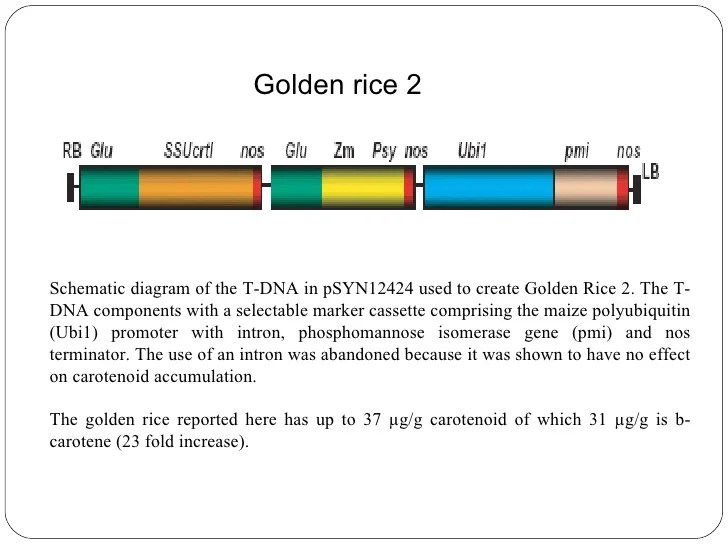 Golden rice 2
RB Glu SSUcrtI nos Glu Zm Psy nos Ubi1 pmi nos
LB
Schematic diagram of the T-DNA in pSYN12424 used to create Golden Rice 2. The T-
DNA components with a selectable marker cassette comprising the maize polyubiquitin
(Ubi1) promoter with intron, phosphomannose isomerase gene (pmi) and nos
terminator. The use of an intron was abandoned because it was shown to have no effect
on carotenoid accumulation.
The golden rice reported here has up to 37 µg/g carotenoid of which 31 µg/g is b-
carotene (23 fold increase).